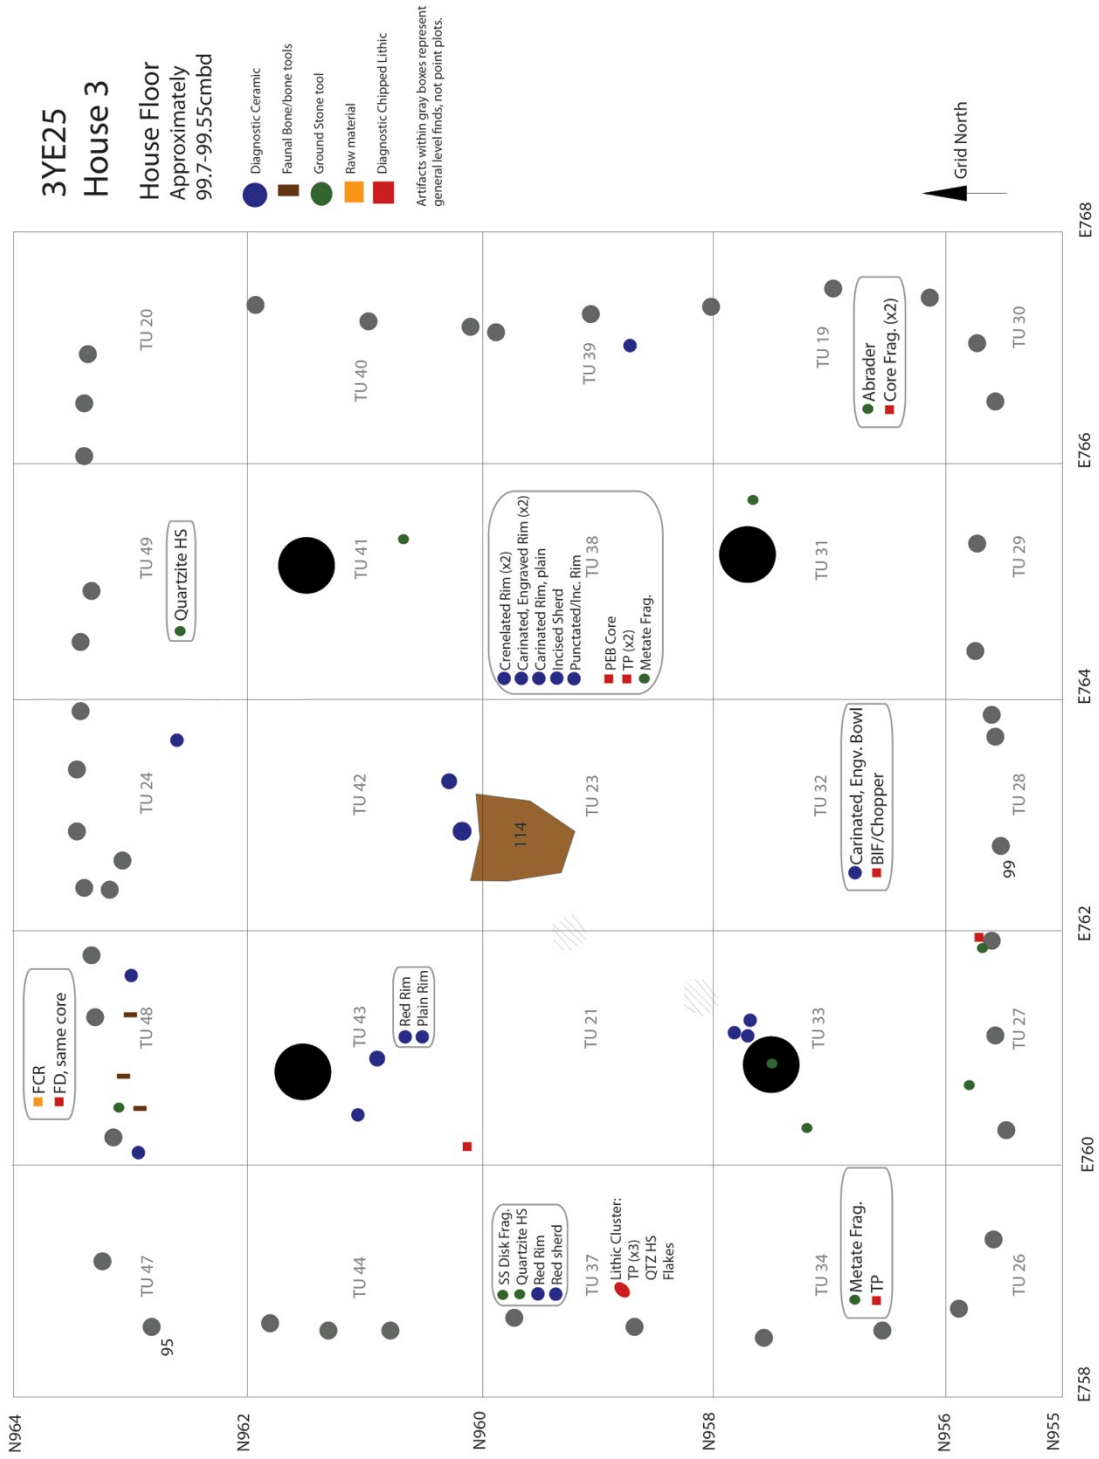 3YE25
House 3
House Floor
Approximately
99.7-99.55cmbd
Diagnostic Ceramic
Faunal Bone/bone tools
Ground Stone tool
Raw material
Diagnostic Chipped Lithic
Artifacts within gray boxes represent
general level finds, not point plots.
Grid North
N964
N962
N960
N958
N956
N955
E758
E760
E762
E764
E766
E768
TU 47
95
FCR
FD, same core
TU 48
TU 24
TU 49
Quartzite HS
TU 20
TU 44
TU 43
Red Rim
Plain Rim
TU 42
TU 41
TU 40
SS Disk Frag.
Quartzite HS
Red Rim
Red sherd
TU 37
Lithic Cluster:
TP (x3)
QTZ HS
Flakes
TU 21
114
TU 23
Crenelated Rim (x2)
Carinated, Engraved Rim (x2)
Carinated Rim, plain
Incised Sherd
Punctated/Inc. Rim
TU 38
PEB Core
TP (x2)
Metate Frag.
TU 39
TU 34
Metate Frag.
TP
TU 33
TU 32
Carinated, Engv. Bowl
BIF/Chopper
TU 31
TU 19
Abrader
Core Frag. (x2)
TU 26
TU 27
99
TU 28
TU 29
TU 30